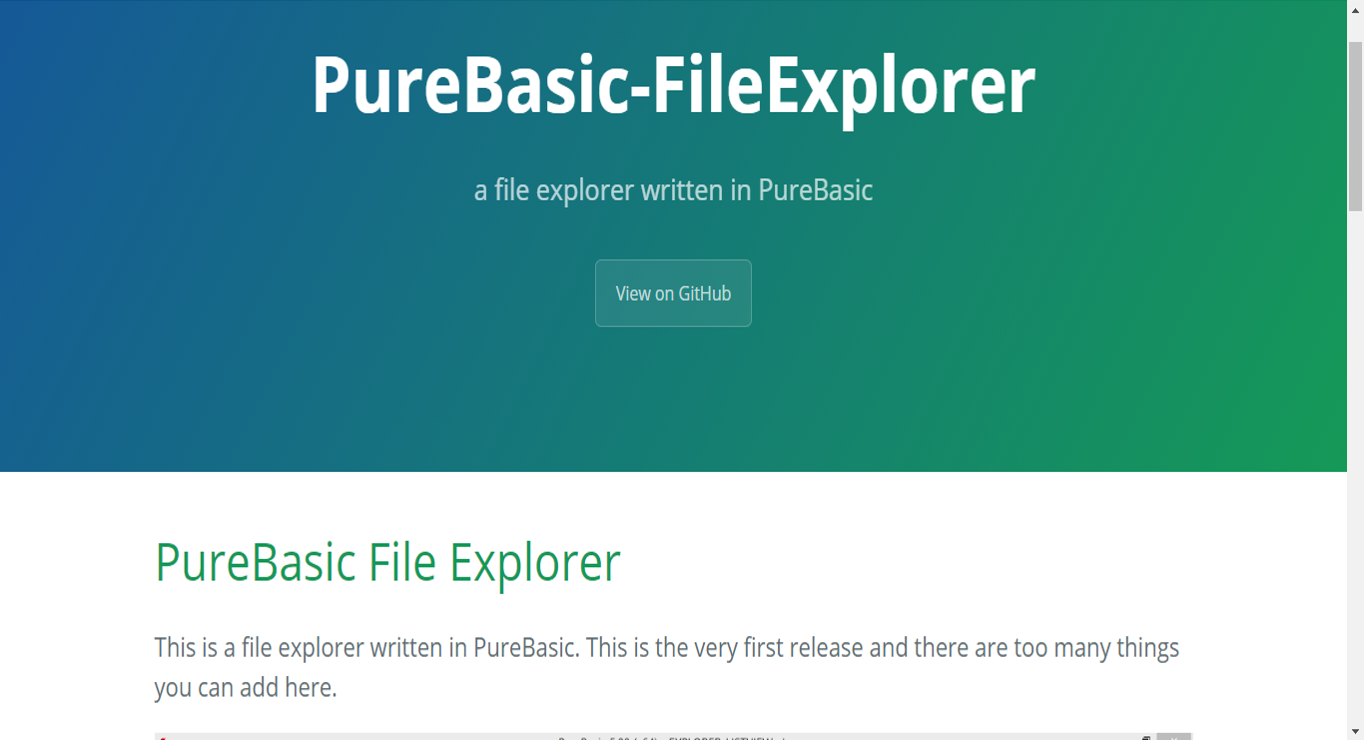 PureBasic-FileExplorer
a file explorer written in PureBasic
View on GitHub
PureBasic File Explorer
This is a file explorer written in PureBasic. This is the very first release and there are too many things
you can add here.